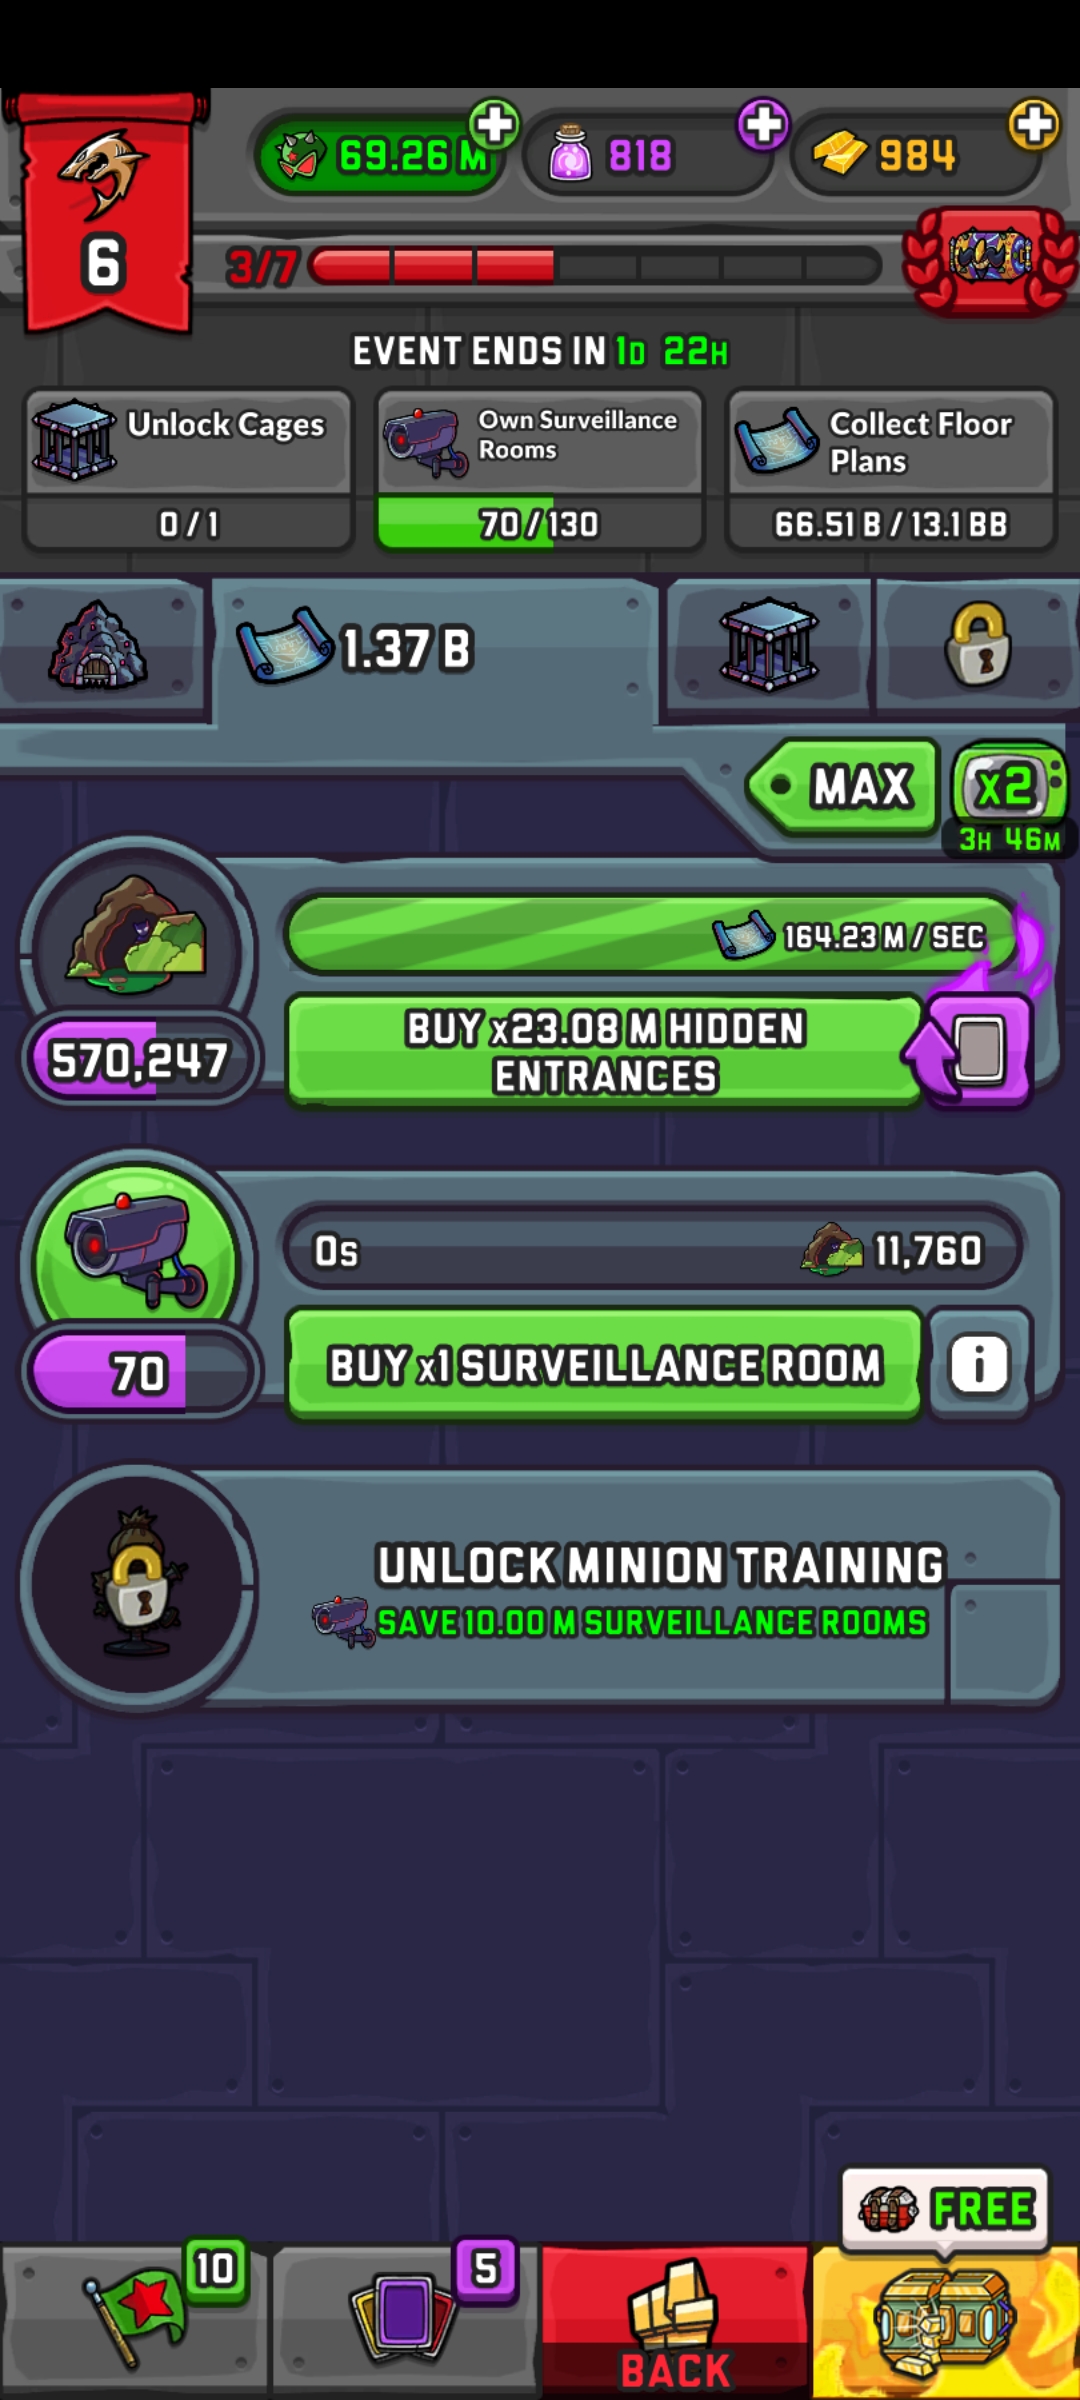 69.26 M
818
984
6
3/7
EVENT ENDS IN 1D 22H
Unlock Cages
0 / 1
Own Surveillance
Rooms
70 / 130
Collect Floor
Plans
66.51 B / 13.1 BB
1.37 B
MAX
x2
3H 46M
164.23 M / SEC
BUY x23.08 M HIDDEN
ENTRANCES
570,247
0s
11,760
BUY x1 SURVEILLANCE ROOM
i
70
UNLOCK MINION TRAINING
SAVE 10.00 M SURVEILLANCE ROOMS
FREE
10
5
BACK